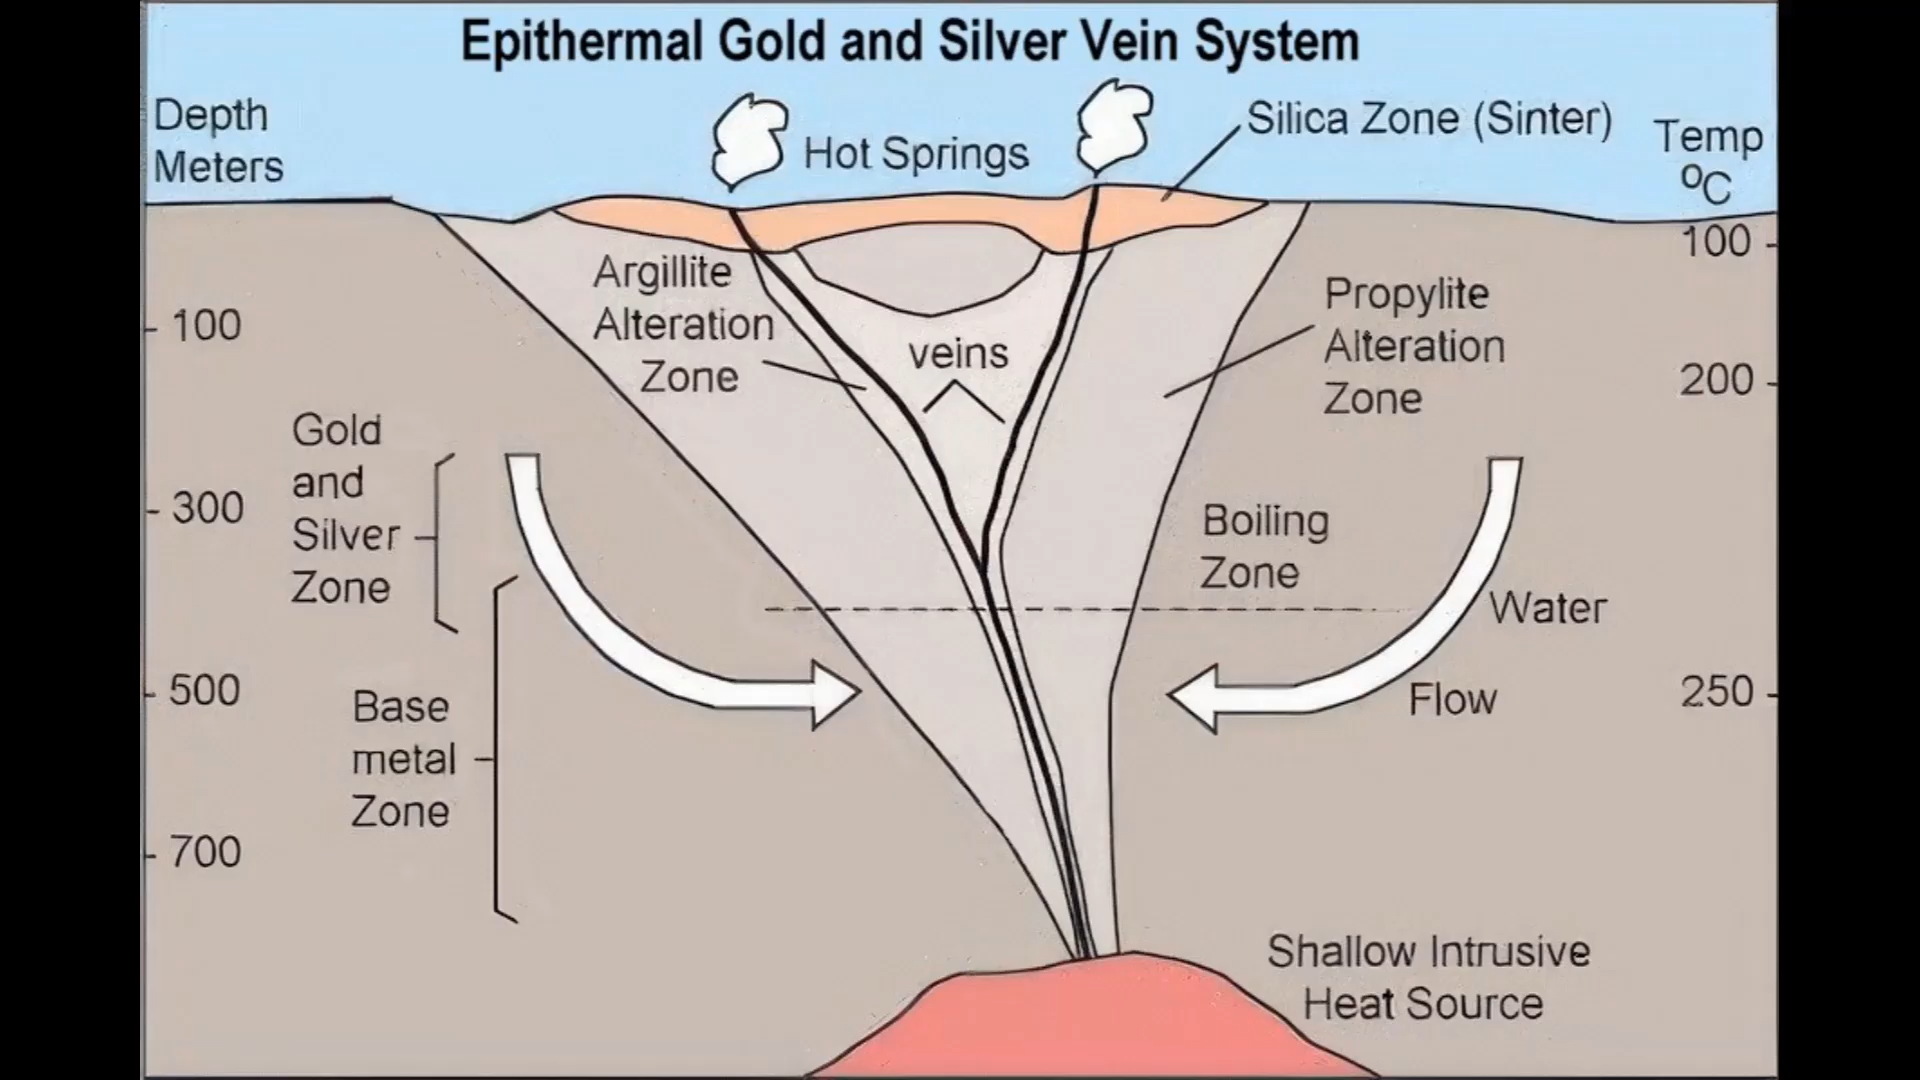 Epithermal Gold and Silver Vein System
Depth
Meters
Hot Springs
Silica Zone (Sinter)
Temp
ºC
100
Argillite
Alteration
Zone
veins
Propylite
Alteration
Zone
100
200
Gold
and
Silver
Zone
300
Boiling
Zone
Water
Flow
500
250
Base
metal
Zone
700
Shallow Intrusive
Heat Source